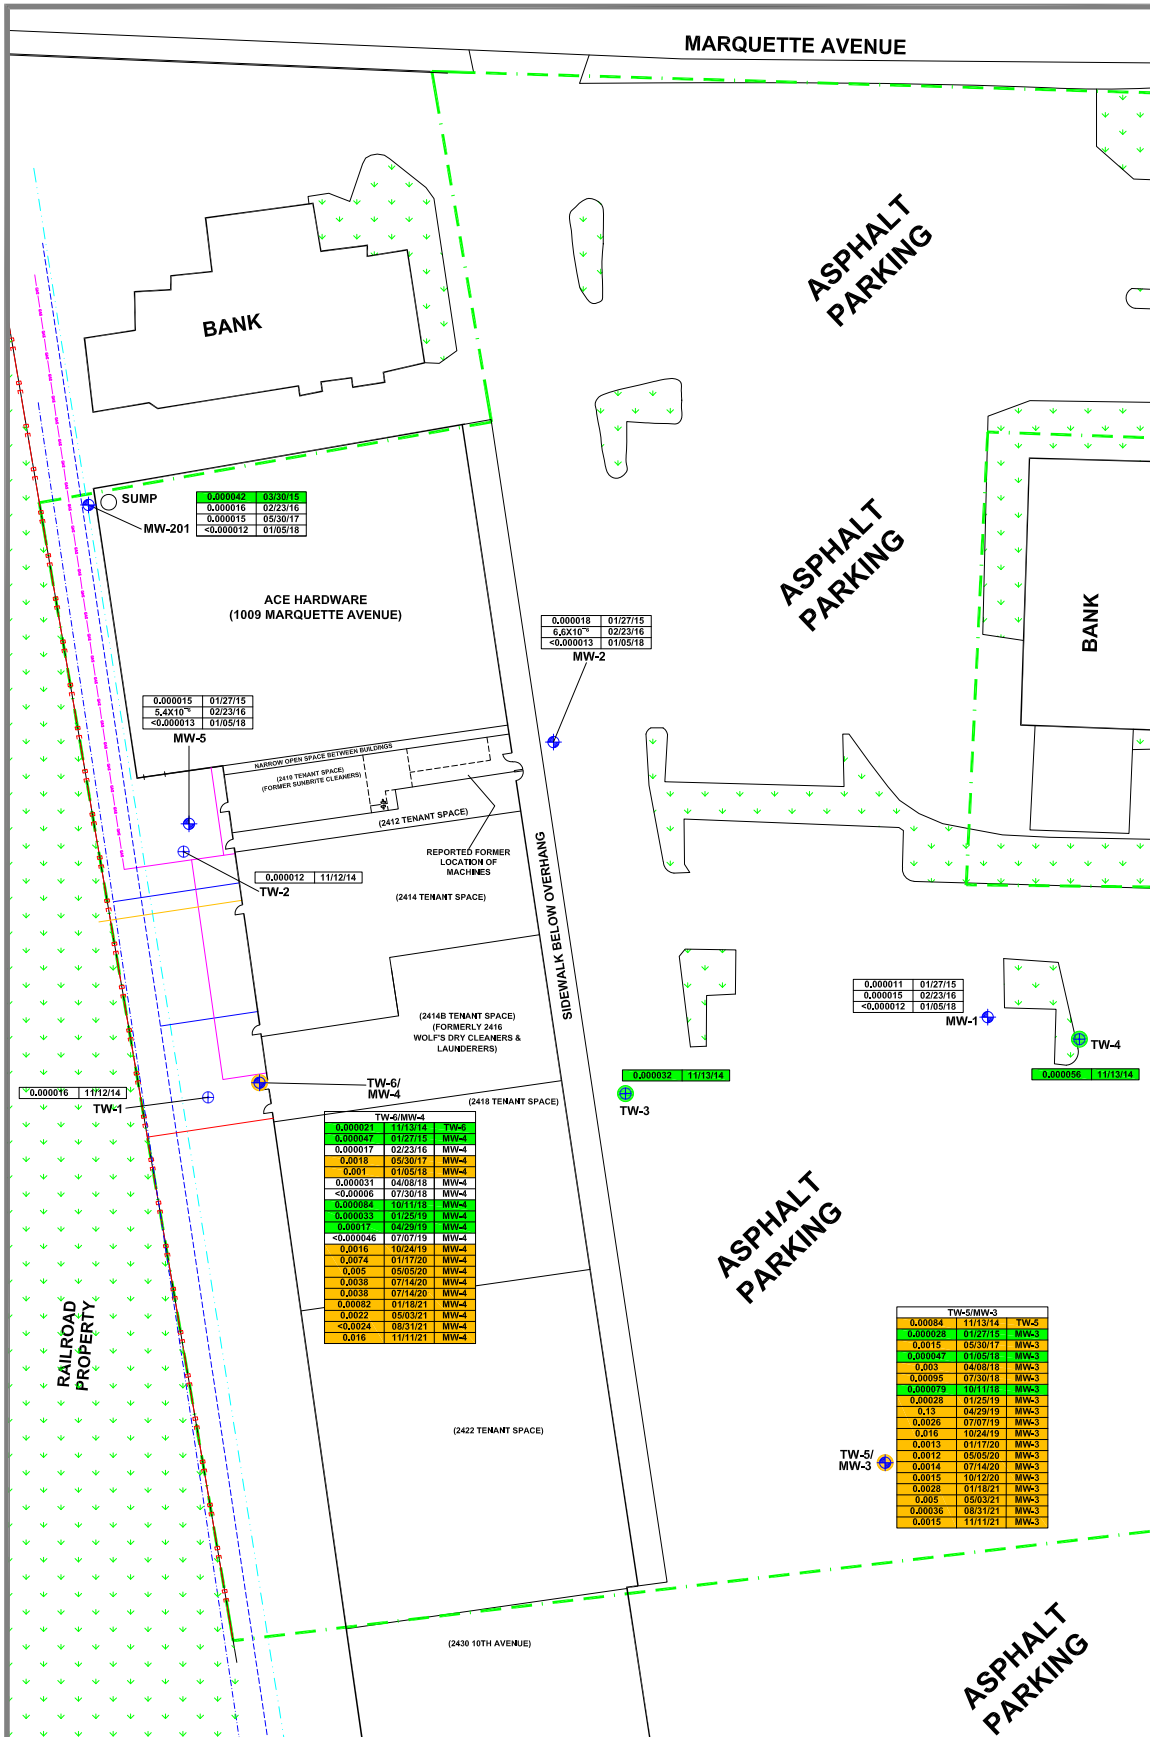 MARQUETTE AVENUE
ASPHALT
PARKING
BANK
SUMP
MW-201
0.000042 03/30/15
0.000016 02/23/16
0.000015 05/30/17
<0.000012 01/05/18
ACE HARDWARE
(1009 MARQUETTE AVENUE)
ASPHALT
PARKING
BANK
0.000018 01/27/15
6.6X10⁻⁶ 02/23/16
<0.000013 01/05/18
MW-2
0.000015 01/27/15
5.4X10⁻⁶ 02/23/16
<0.000013 01/05/18
MW-5
NARROW OPEN SPACE BETWEEN BUILDINGS
(2410 TENANT SPACE)
(FORMER SUNBRITE CLEANERS)
(2412 TENANT SPACE)
REPORTED FORMER
LOCATION OF
MACHINES
0.000012 11/12/14
TW-2
(2414 TENANT SPACE)
SIDEWALK BELOW OVERHANG
(2414B TENANT SPACE)
(FORMERLY 2416
WOLF'S DRY CLEANERS &
LAUNDERERS)
0.000011 01/27/15
0.000015 02/23/16
<0.000012 01/05/18
MW-1
TW-4
0.000056 11/13/14
0.000032 11/13/14
TW-3
0.000016 11/12/14
TW-1
TW-6/
MW-4
(2418 TENANT SPACE)
TW-6/MW-4
0.000021 11/13/14 TW-6
0.000047 01/27/15 MW-4
0.000017 02/23/16 MW-4
0.0018 05/30/17 MW-4
0.001 01/05/18 MW-4
0.000031 04/08/18 MW-4
<0.00006 07/30/18 MW-4
0.000084 10/11/18 MW-4
0.000033 01/25/19 MW-4
0.00017 04/29/19 MW-4
<0.000046 07/07/19 MW-4
0.0016 10/24/19 MW-4
0.0074 01/17/20 MW-4
0.005 05/05/20 MW-4
0.0038 07/14/20 MW-4
0.0038 07/14/20 MW-4
0.00082 01/18/21 MW-4
0.0022 05/03/21 MW-4
<0.0024 08/31/21 MW-4
0.016 11/11/21 MW-4
ASPHALT
PARKING
RAILROAD
PROPERTY
TW-5/MW-3
0.00084 11/13/14 TW-5
0.000028 01/27/15 MW-3
0.0015 05/30/17 MW-3
0.000047 01/05/18 MW-3
0.003 04/08/18 MW-3
0.00095 07/30/18 MW-3
0.000079 10/11/18 MW-3
0.00028 01/25/19 MW-3
0.13 04/29/19 MW-3
0.0026 07/07/19 MW-3
0.016 10/24/19 MW-3
0.0013 01/17/20 MW-3
0.0012 05/05/20 MW-3
0.0014 07/14/20 MW-3
0.0015 10/12/20 MW-3
0.0028 01/18/21 MW-3
0.005 05/03/21 MW-3
0.00036 08/31/21 MW-3
0.0015 11/11/21 MW-3
TW-5/
MW-3
(2422 TENANT SPACE)
(2430 10TH AVENUE)
ASPHALT
PARKING